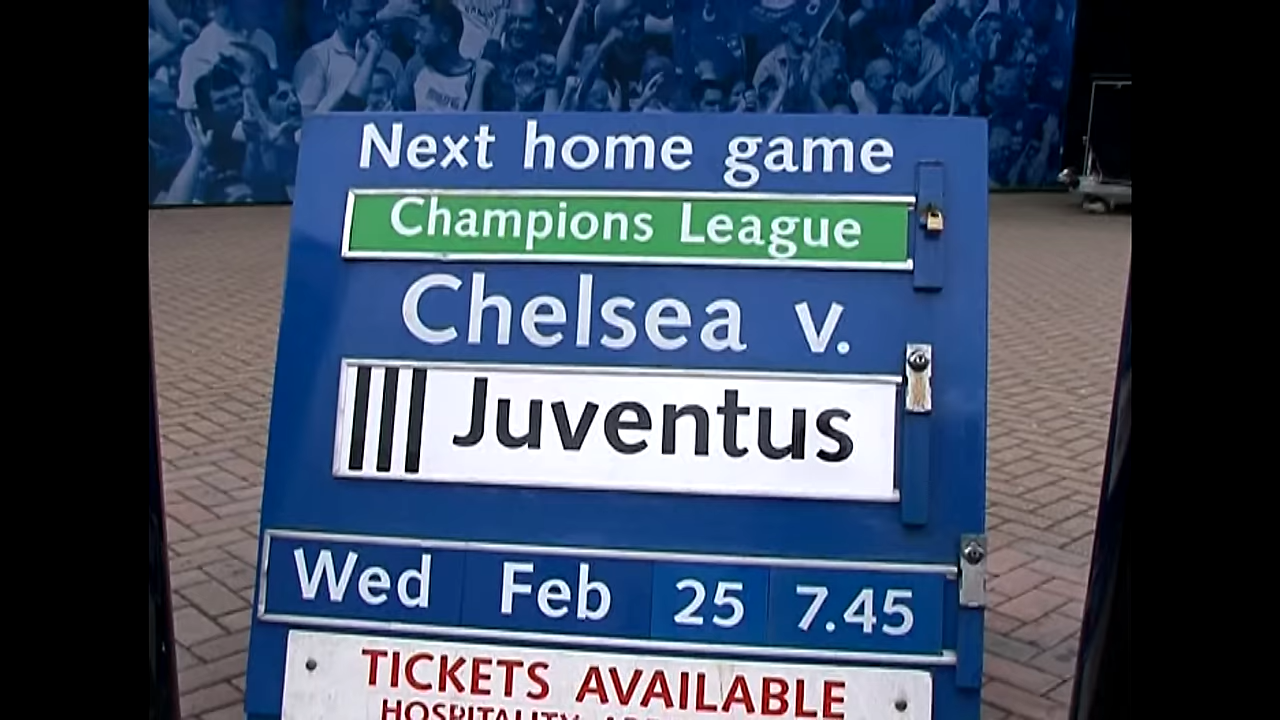 Next home game
Champions League
Chelsea v.
Juventus
Wed Feb 25 7.45
TICKETS AVAILABLE
HOSPITALITY